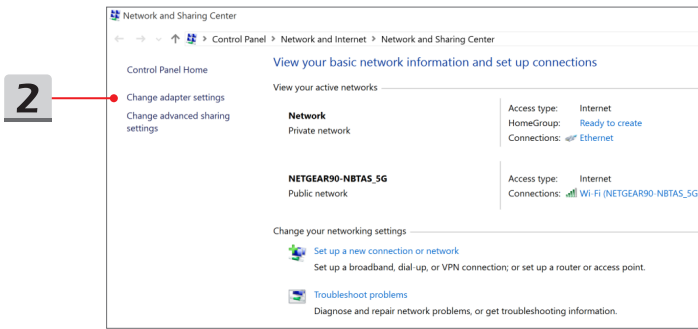 Network and Sharing Center
Control Panel > Network and Internet > Network and Sharing Center
2
Control Panel Home
Change adapter settings
Change advanced sharing
settings
View your basic network information and set up connections
View your active networks
Network
Private network
Access type: Internet
HomeGroup: Ready to create
Connections: Ethernet
NETGEAR90-NBTAS_5G
Public network
Access type: Internet
Connections: Wi-Fi (NETGEAR90-NBTAS_5G
Change your networking settings
Set up a new connection or network
Set up a broadband, dial-up, or VPN connection; or set up a router or access point.
Troubleshoot problems
Diagnose and repair network problems, or get troubleshooting information.